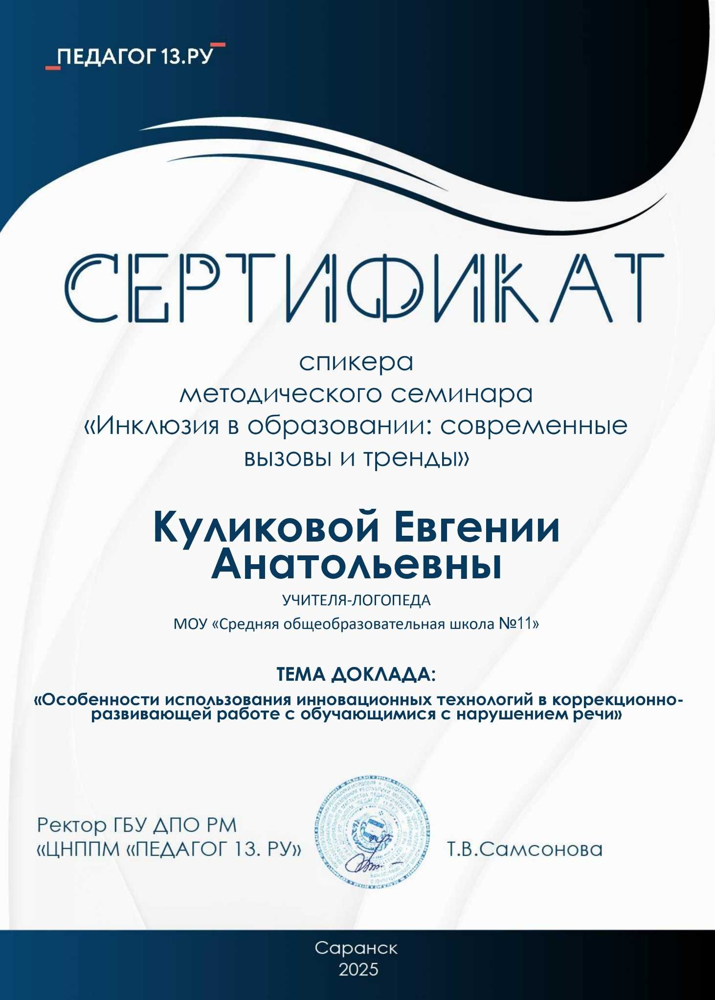 ПЕДАГОГ 13.РУ
СЕРТИФИКАТ
спикера
методического семинара
«Инклюзия в образовании: современные
вызовы и тренды»
Куликовой Евгении
Анатольевны
УЧИТЕЛЯ-ЛОГОПЕДА
МОУ «Средняя общеобразовательная школа №11»
ТЕМА ДОКЛАДА:
«Особенности использования инновационных технологий в коррекционно-
развивающей работе с обучающимися с нарушением речи»
Ректор ГБУ ДПО РМ
«ЦНППМ «ПЕДАГОГ 13. РУ»
Т.В.Самсонова
Саранск
2025